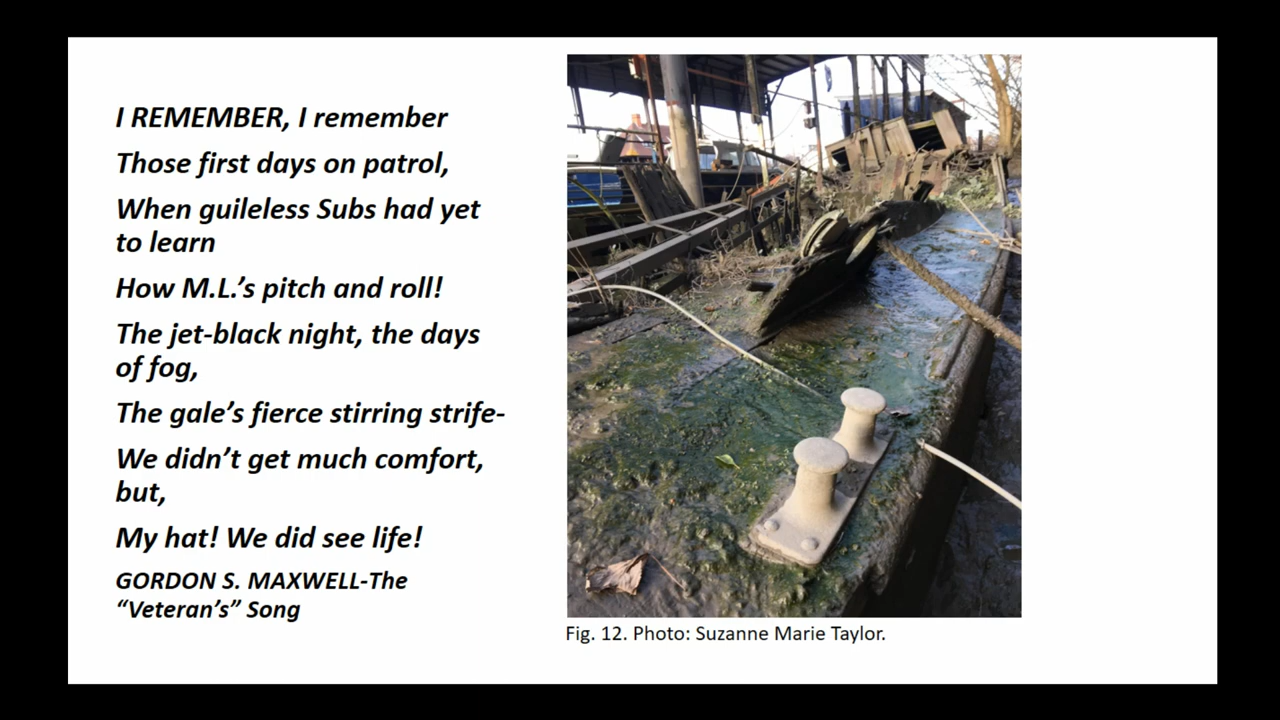 I REMEMBER, I remember
Those first days on patrol,
When guileless Subs had yet
to learn
How M.L.'s pitch and roll!
The jet-black night, the days
of fog,
The gale's fierce stirring strife-
We didn't get much comfort,
but,
My hat! We did see life!
GORDON S. MAXWELL-The
"Veteran's" Song
Fig. 12. Photo: Suzanne Marie Taylor.